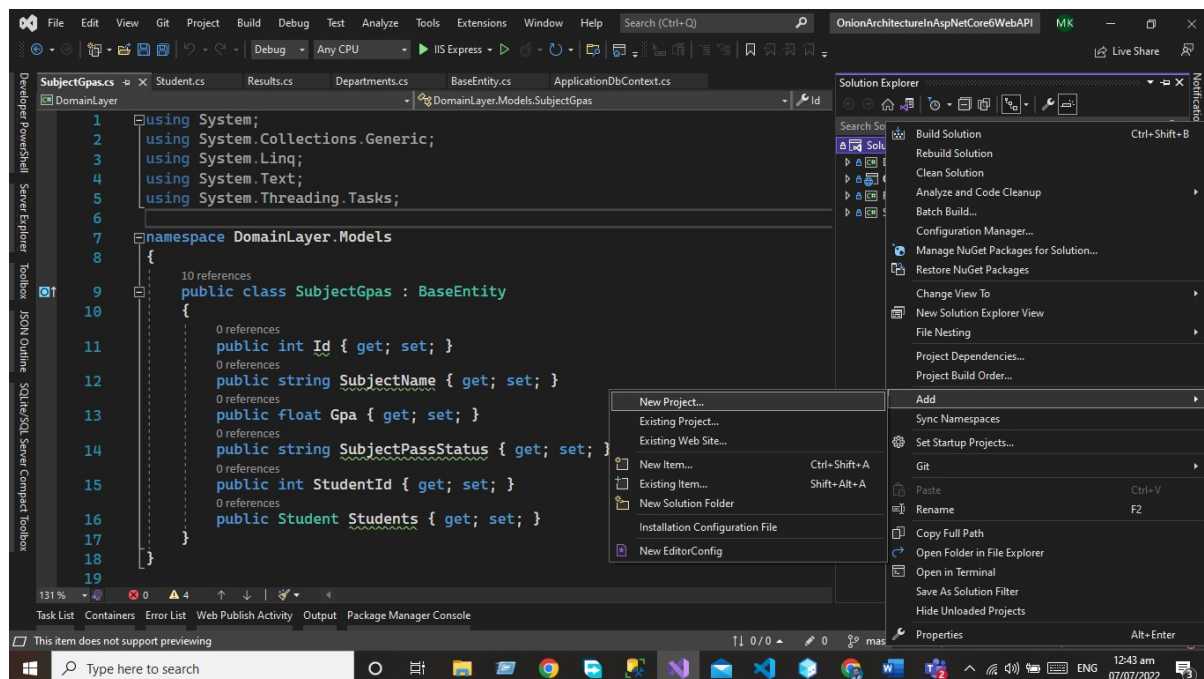 File Edit View Git Project Build Debug Test Analyze Tools Extensions Window Help Search (Ctrl+Q) OnionArchitectureInAspNetCore6WebAPI MK
Debug Any CPU IIS Express Live Share
SubjectGpas.cs Student.cs Results.cs Departments.cs BaseEntity.cs ApplicationDbContext.cs
DomainLayer DomainLayer.Models.SubjectGpas Id
Developer PowerShell
Server Explorer
Toolbox
JSON Outline
SQLite/SQL Server Compact Toolbox
1 using System;
2 using System.Collections.Generic;
3 using System.Linq;
4 using System.Text;
5 using System.Threading.Tasks;
6
7 namespace DomainLayer.Models
8 {
10 references
9 public class SubjectGpas : BaseEntity
10 {
0 references
11 public int Id { get; set; }
0 references
12 public string SubjectName { get; set; }
0 references
13 public float Gpa { get; set; }
0 references
14 public string SubjectPassStatus { get; set; }
0 references
15 public int StudentId { get; set; }
0 references
16 public Student Students { get; set; }
17 }
18 }
19
131 % 0 4
Task List Containers Error List Web Publish Activity Output Package Manager Console
This item does not support previewing 0 / 0 0
Solution Explorer
Search So
Solu
Build Solution Ctrl+Shift+B
Rebuild Solution
Clean Solution
Analyze and Code Cleanup
Batch Build...
Configuration Manager...
Manage NuGet Packages for Solution...
Restore NuGet Packages
Change View To
New Solution Explorer View
File Nesting
Project Dependencies...
Project Build Order...
Add
Sync Namespaces
Set Startup Projects...
Git
Paste Ctrl+V
Rename F2
Copy Full Path
Open Folder in File Explorer
Open in Terminal
Save As Solution Filter
Hide Unloaded Projects
Properties Alt+Enter
New Project...
Existing Project...
Existing Web Site...
New Item... Ctrl+Shift+A
Existing Item... Shift+Alt+A
New Solution Folder
Installation Configuration File
New EditorConfig
Type here to search ENG 12:43 am
07/07/2022